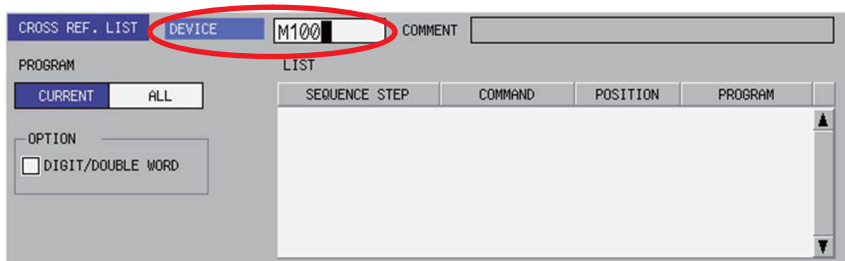 CROSS REF. LIST DEVICE M100 COMMENT
PROGRAM LIST
CURRENT ALL SEQUENCE STEP COMMAND POSITION PROGRAM
OPTION
DIGIT/DOUBLE WORD